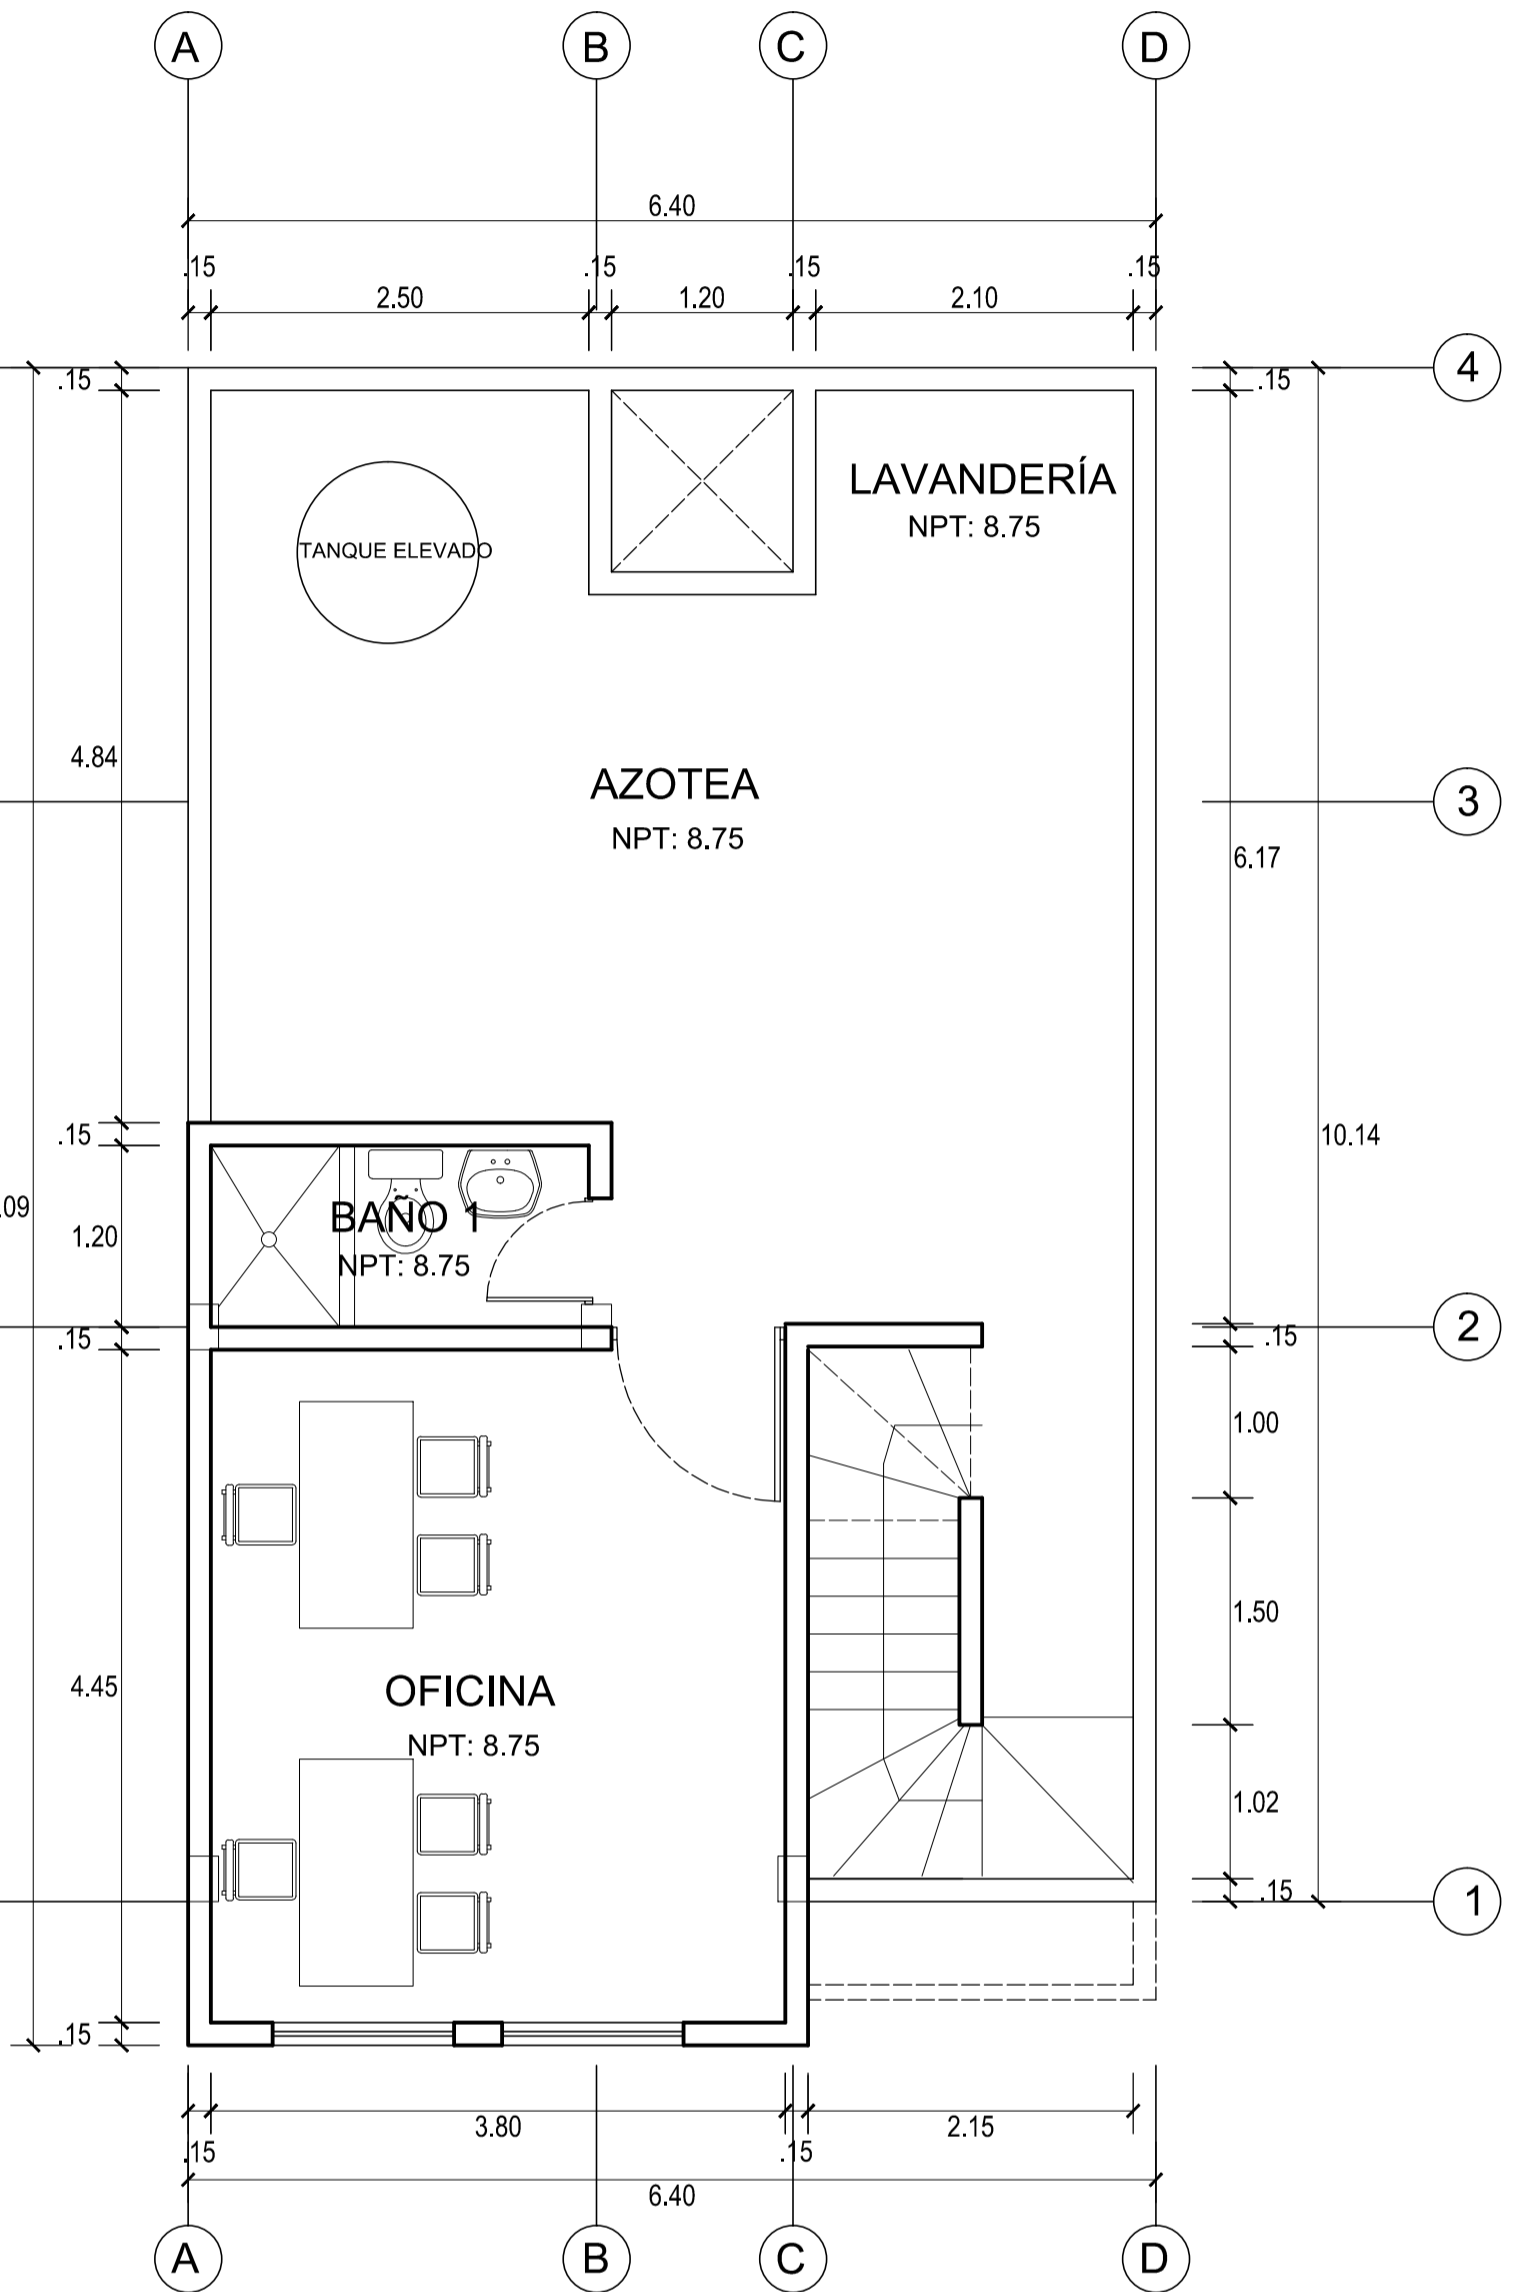 A B C D
6.40
.15 .15 .15 .15
2.50 1.20 2.10
4
.15 .15
LAVANDERÍA
NPT: 8.75
TANQUE ELEVADO
4.84
AZOTEA
NPT: 8.75
3
6.17
.15
10.14
.09
1.20
BAÑO 1
NPT: 8.75
2
.15 .15
1.00
1.50
4.45
OFICINA
NPT: 8.75
1.02
.15
1
.15
3.80 2.15
.15 .15
6.40
A B C D